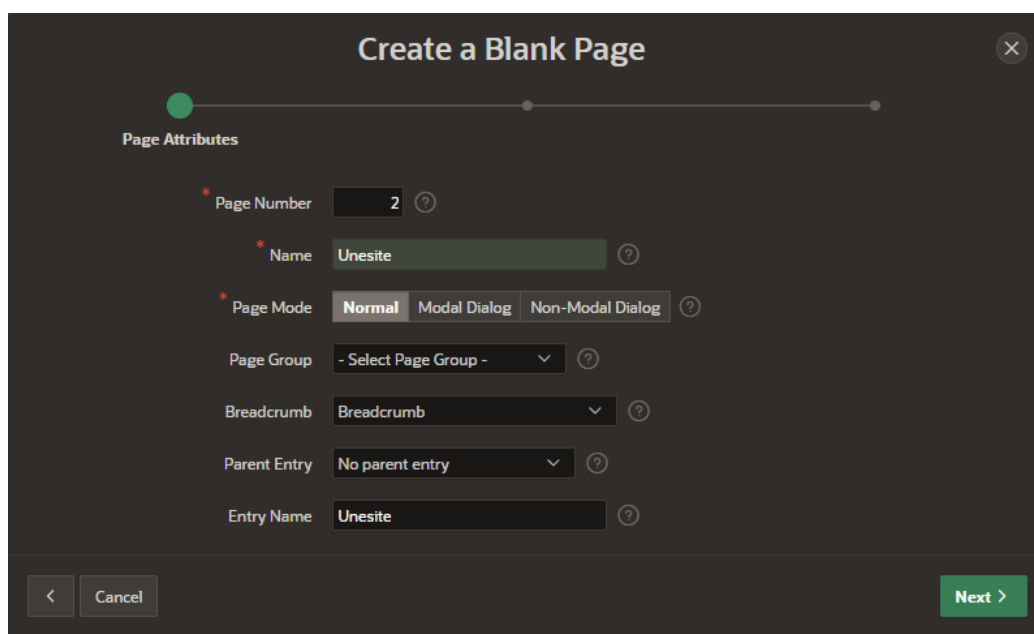 Create a Blank Page
Page Attributes
* Page Number 2 ?
* Name Unesite ?
* Page Mode Normal Modal Dialog Non-Modal Dialog ?
Page Group - Select Page Group - ?
Breadcrumb Breadcrumb ?
Parent Entry No parent entry ?
Entry Name Unesite ?
Cancel Next